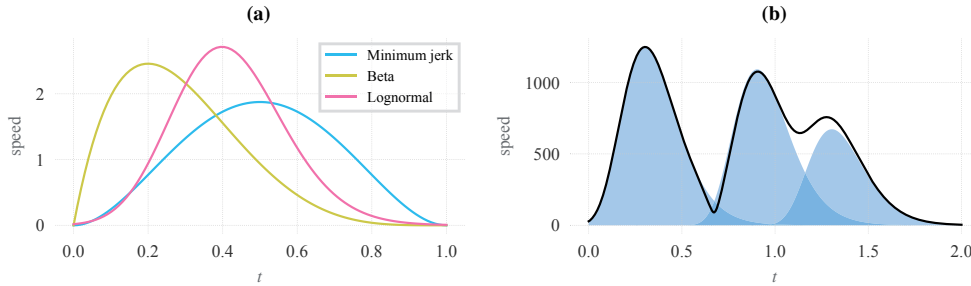 (a)
speed
2
1
0
Minimum jerk
Beta
Lognormal
0.0 0.2 0.4 0.6 0.8 1.0
t
(b)
speed
1000
500
0
0.0 0.5 1.0 1.5 2.0
t